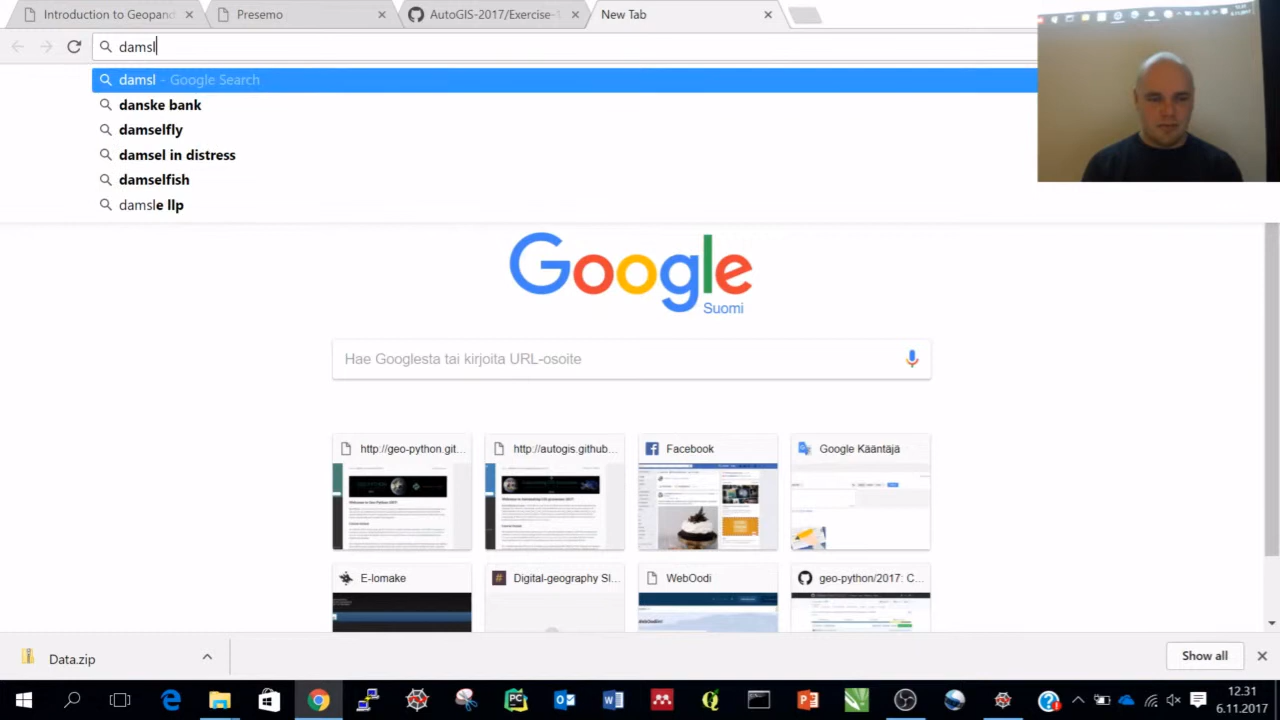 Introduction to Geopand
Presemo
AutoGIS-2017/Exercise-1
New Tab
damsl
damsl - Google Search
danske bank
damselfly
damsel in distress
damselfish
damsle llp
Google
Suomi
Hae Googlesta tai kirjoita URL-osoite
http://geo-python.git...
http://autogis.github...
Facebook
Google Kääntäjä
E-lomake
Digital-geography Sl...
WebOodi
geo-python/2017: C...
Data.zip
Show all
12.31
6.11.2017